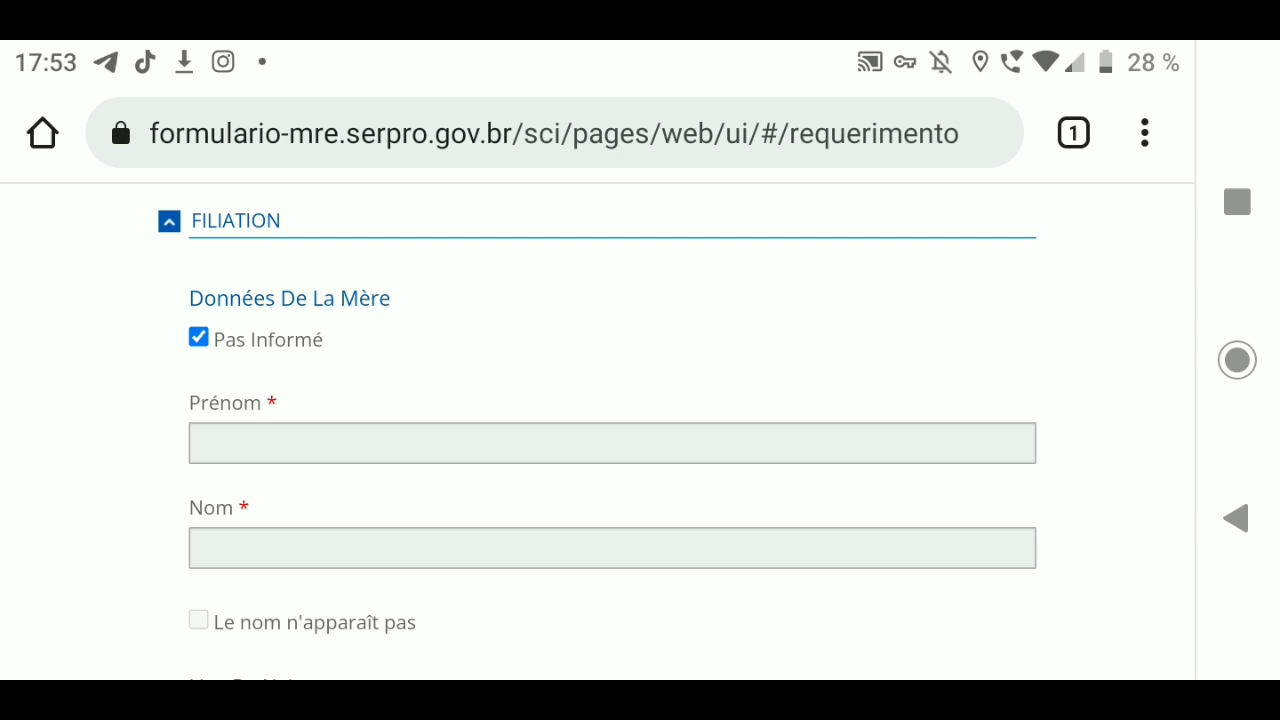 17:53
28 %
formulario-mre.serpro.gov.br/sci/pages/web/ui/#/requerimento
1
FILIATION
Données De La Mère
Pas Informé
Prénom *
Nom *
Le nom n'apparaît pas